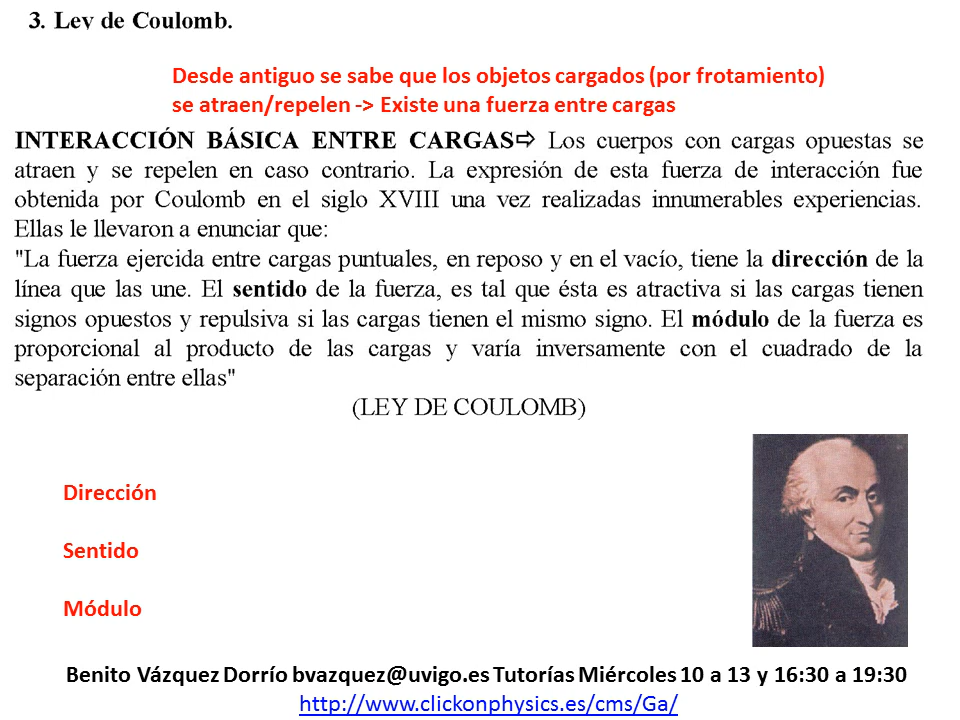 3. Ley de Coulomb.
Desde antiguo se sabe que los objetos cargados (por frotamiento)
se atraen/repelen -> Existe una fuerza entre cargas
INTERACCIÓN BÁSICA ENTRE CARGAS⇨ Los cuerpos con cargas opuestas se
atraen y se repelen en caso contrario. La expresión de esta fuerza de interacción fue
obtenida por Coulomb en el siglo XVIII una vez realizadas innumerables experiencias.
Ellas le llevaron a enunciar que:
"La fuerza ejercida entre cargas puntuales, en reposo y en el vacío, tiene la dirección de la
línea que las une. El sentido de la fuerza, es tal que ésta es atractiva si las cargas tienen
signos opuestos y repulsiva si las cargas tienen el mismo signo. El módulo de la fuerza es
proporcional al producto de las cargas y varía inversamente con el cuadrado de la
separación entre ellas"
(LEY DE COULOMB)
Dirección
Sentido
Módulo
Benito Vázquez Dorrío bvazquez@uvigo.es Tutorías Miércoles 10 a 13 y 16:30 a 19:30
http://www.clickonphysics.es/cms/Ga/